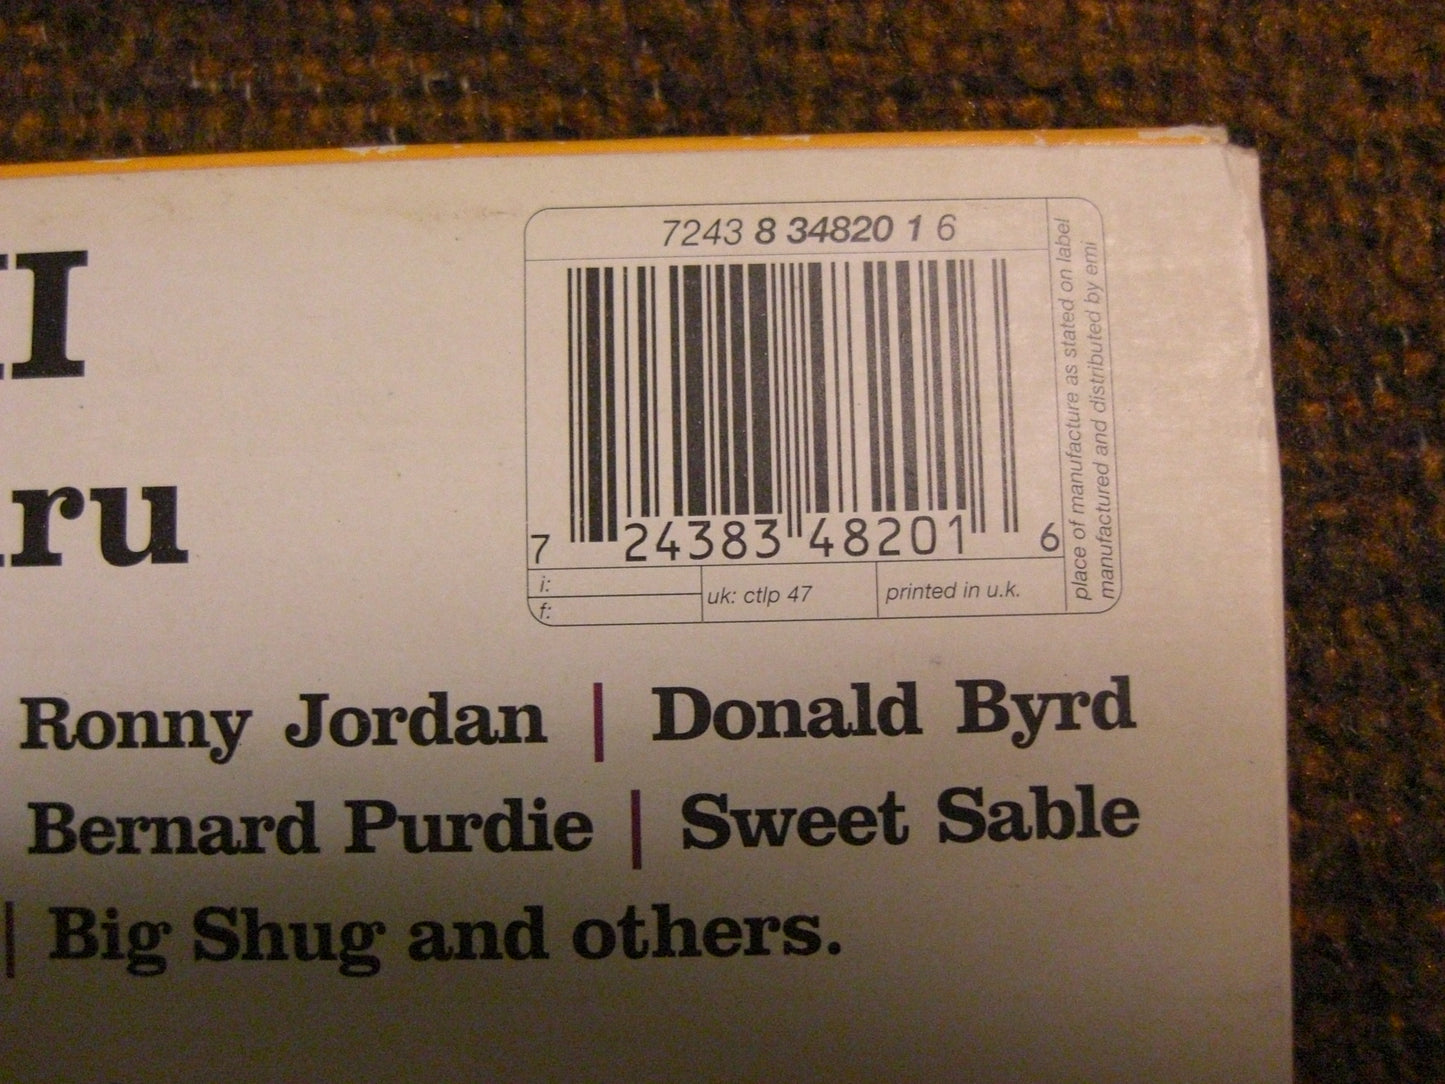 II
7243 8 34820 1 6
place of manufacture as stated on label
manufactured and distributed by emi
7 24383 48201 6
i:
f:
uk: ctlp 47
printed in u.k.
ru
Ronny Jordan | Donald Byrd
Bernard Purdie | Sweet Sable
| Big Shug and others.